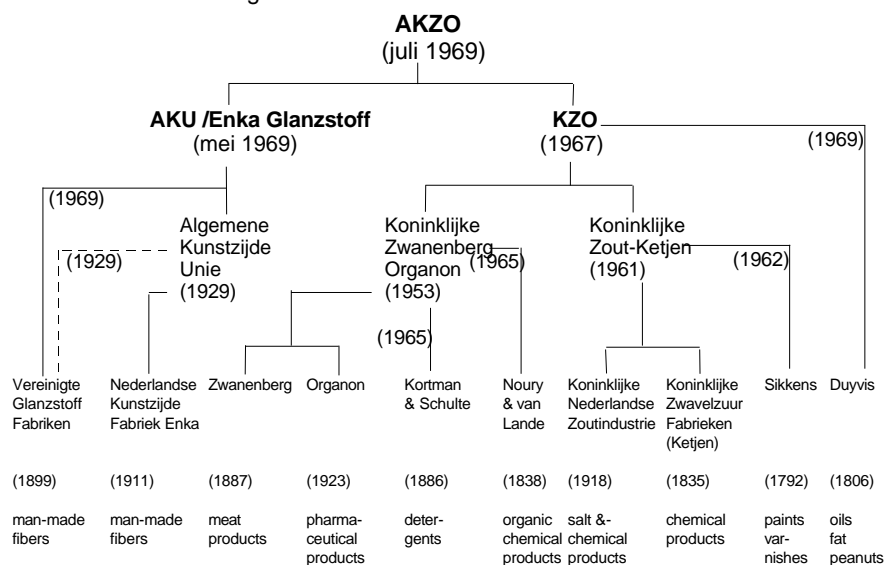 AKZO
(juli 1969)
AKU /Enka Glanzstoff
(mei 1969)
KZO
(1967)
(1969)
(1969)
Algemene
Kunstzijde
Unie
(1929)
(1929)
Koninklijke
Zwanenberg
Organon
(1953)
(1965)
Koninklijke
Zout-Ketjen
(1961)
(1962)
(1965)
Vereinigte
Glanzstoff
Fabriken
Nederlandse
Kunstzijde
Fabriek Enka
Zwanenberg
Organon
Kortman
& Schulte
Noury
& van
Lande
Koninklijke
Nederlandse
Zoutindustrie
Koninklijke
Zwavelzuur
Fabrieken
(Ketjen)
Sikkens
Duyvis
(1899)
(1911)
(1887)
(1923)
(1886)
(1838)
(1918)
(1835)
(1792)
(1806)
man-made
fibers
man-made
fibers
meat
products
pharma-
ceutical
products
deter-
gents
organic
chemical
products
salt &-
chemical
products
chemical
products
paints
var-
nishes
oils
fat
peanuts